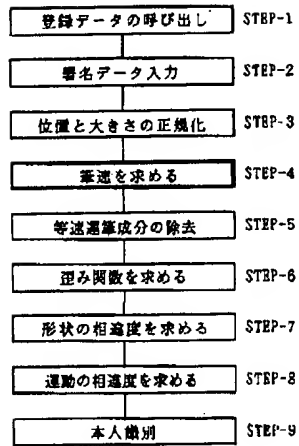 登録データの呼び出し STEP-1
署名データ入力 STEP-2
位置と大きさの正規化 STEP-3
筆速を求める STEP-4
等速運筆成分の除去 STEP-5
歪み関数を求める STEP-6
形状の相違度を求める STEP-7
運動の相違度を求める STEP-8
本人識別 STEP-9